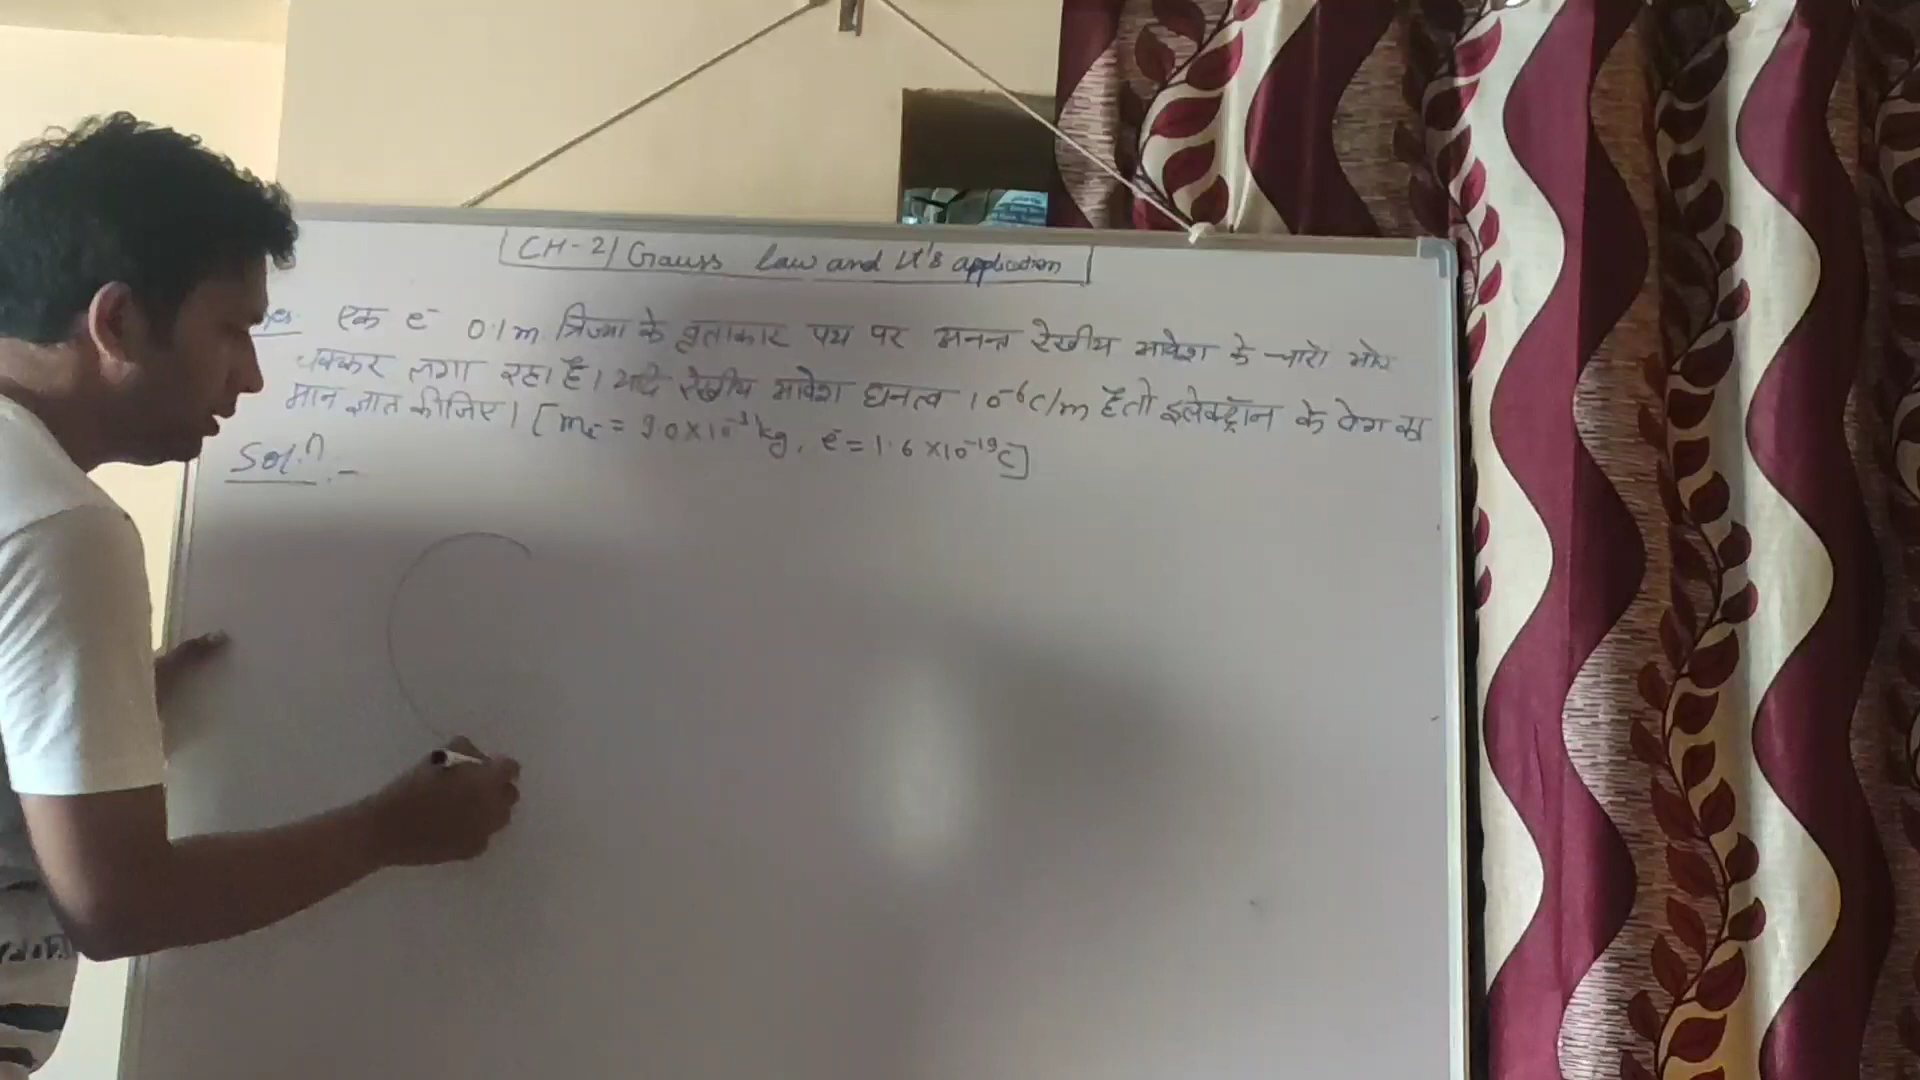 CH-2/ Gauss law and It's application
एक e⁻ 0.1m त्रिज्या के वृताकार पथ पर अनन्त रेखीय आवेश के चारो ओर
चक्कर लगा रहा है। यदि रेखीय आवेश घनत्व 10⁻⁶c/m है तो इलेक्ट्रॉन के वेग का
मान ज्ञात कीजिए। [me = 9.0×10⁻³¹kg, e⁻=1.6×10⁻¹⁹C]
Sol.ⁿ:-